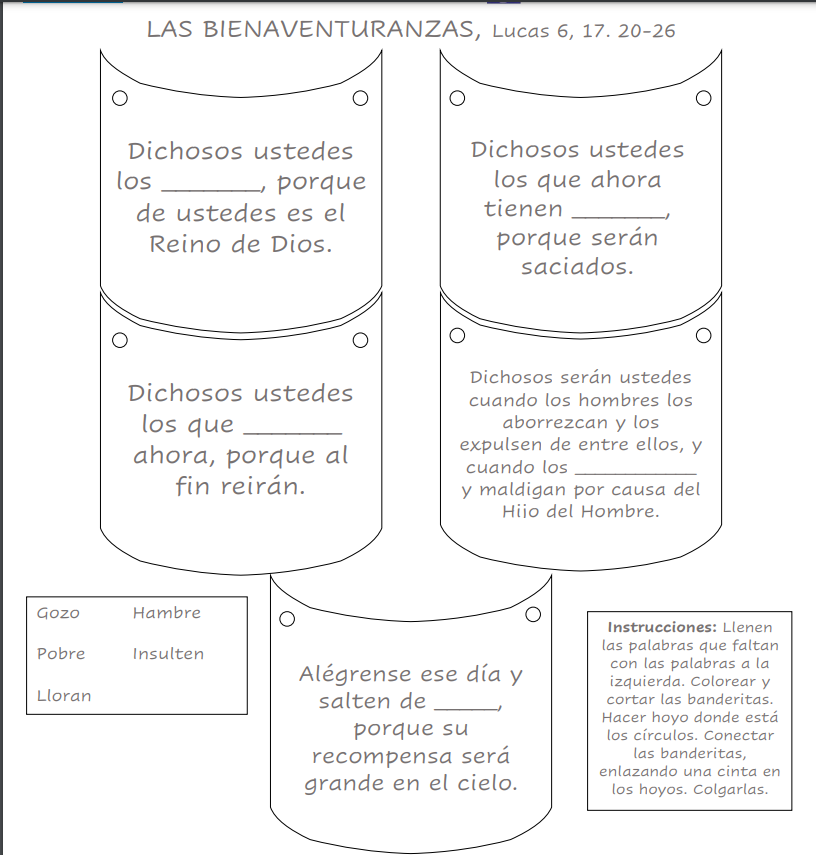 LAS BIENAVENTURANZAS, Lucas 6, 17. 20-26
Dichosos ustedes
los _______, porque
de ustedes es el
Reino de Dios.
Dichosos ustedes
los que ahora
tienen _______,
porque serán
saciados.
Dichosos ustedes
los que _______
ahora, porque al
fin reirán.
Dichosos serán ustedes
cuando los hombres los
aborrezcan y los
expulsen de entre ellos, y
cuando los ____________
y maldigan por causa del
Hijo del Hombre.
Gozo Hambre
Pobre Insulten
Lloran
Alégrense ese día y
salten de _____,
porque su
recompensa será
grande en el cielo.
Instrucciones: Llenen
las palabras que faltan
con las palabras a la
izquierda. Colorear y
cortar las banderitas.
Hacer hoyo donde está
los círculos. Conectar
las banderitas,
enlazando una cinta en
los hoyos. Colgarlas.